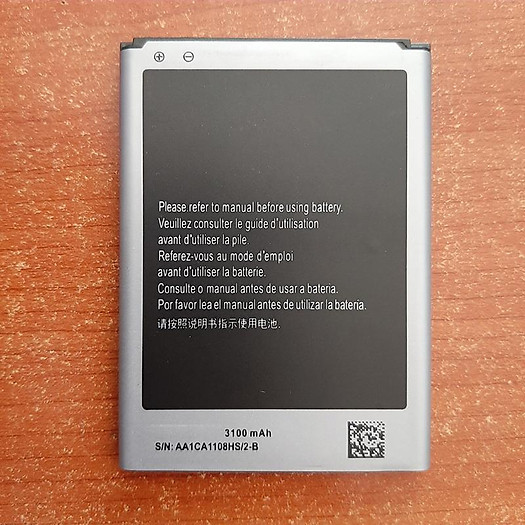 ⊕ ⊖
Please refer to manual before using battery.
Veuillez consulter le guide d'utilisation
avant d'utiliser la pile.
Referez-vous au mode d'emploi
avant d'utiliser la batterie.
Consulte o manual antes de usar a bateria.
Por favor lea el manual antes de utilizar la bateria.
请按照说明书指示使用电池.
3100 mAh
S/N: AA1CA1108HS/2-B